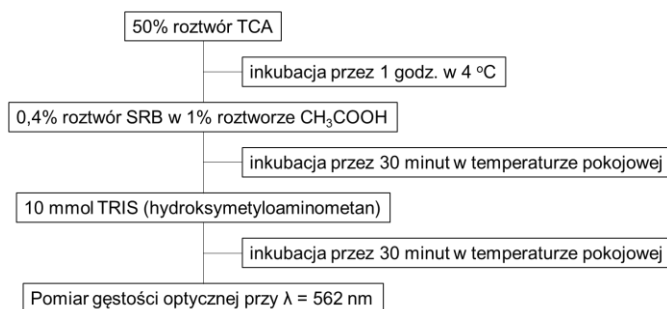 50% roztwór TCA
inkubacja przez 1 godz. w 4 °C
0,4% roztwór SRB w 1% roztworze CH₃COOH
inkubacja przez 30 minut w temperaturze pokojowej
10 mmol TRIS (hydroksymetyloaminometan)
inkubacja przez 30 minut w temperaturze pokojowej
Pomiar gęstości optycznej przy λ = 562 nm